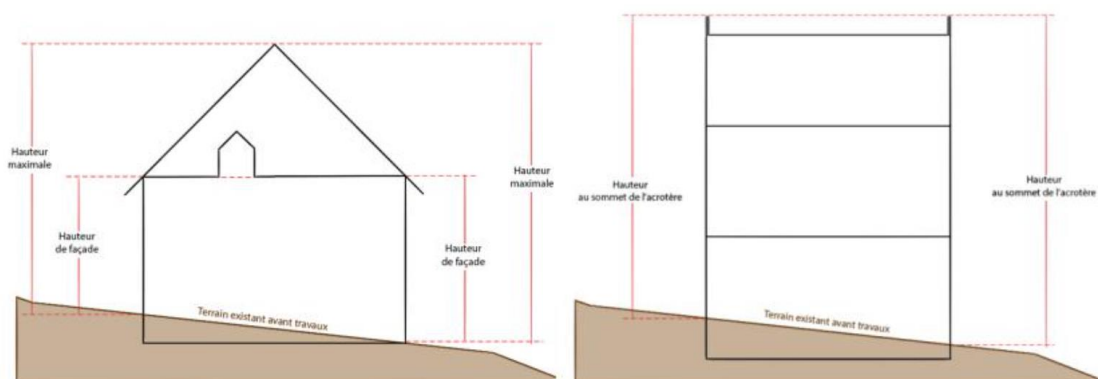 Hauteur
maximale
Hauteur
de façade
Hauteur
maximale
Hauteur
de façade
Terrain existant avant travaux
Hauteur
au sommet de l'acrotère
Hauteur
au sommet de l'acrotère
Terrain existant avant travaux